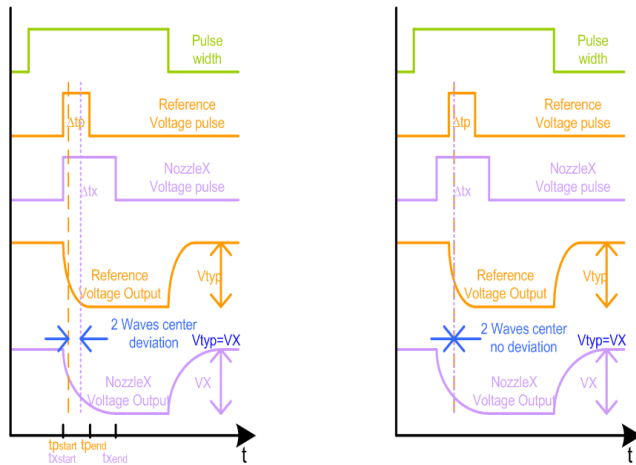 Pulse
width
Δtp
Reference
Voltage pulse
NozzleX
Voltage pulse
Δtx
Reference
Voltage Output
Vtyp
2 Waves center
deviation
Vtyp=VX
NozzleX
Voltage Output
VX
tpstart
tpend
txstart
txend
t
Pulse
width
Δtp
Reference
Voltage pulse
NozzleX
Voltage pulse
Δtx
Reference
Voltage Output
Vtyp
2 Waves center
no deviation
Vtyp=VX
NozzleX
Voltage Output
VX
t